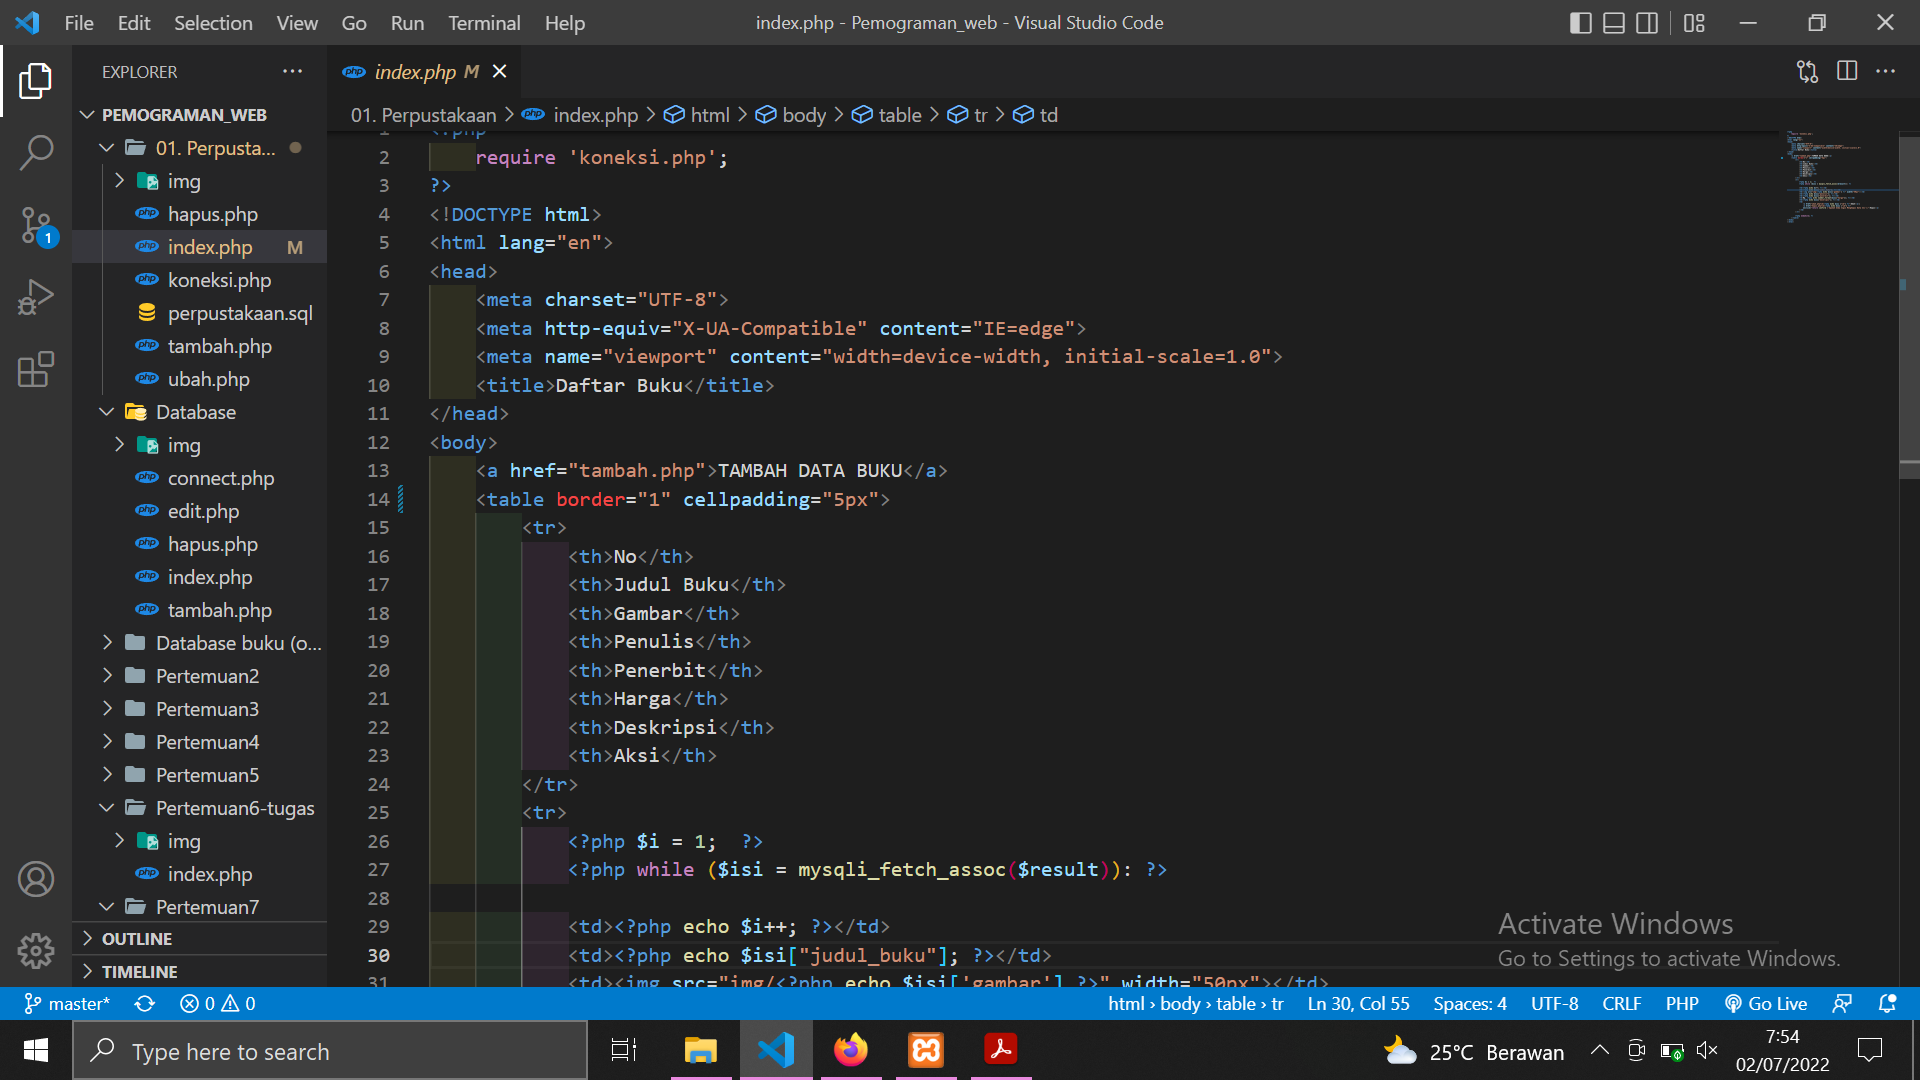 File Edit Selection View Go Run Terminal Help
index.php - Pemograman_web - Visual Studio Code
EXPLORER
PEMOGRAMAN_WEB
01. Perpusta...
img
hapus.php
index.php M
koneksi.php
perpustakaan.sql
tambah.php
ubah.php
Database
img
connect.php
edit.php
hapus.php
index.php
tambah.php
Database buku (o...
Pertemuan2
Pertemuan3
Pertemuan4
Pertemuan5
Pertemuan6-tugas
img
index.php
Pertemuan7
OUTLINE
TIMELINE
1
php index.php M
01. Perpustakaan > php index.php > html > body > table > tr > td
1 <?php
2 require 'koneksi.php';
3 ?>
4 <!DOCTYPE html>
5 <html lang="en">
6 <head>
7 <meta charset="UTF-8">
8 <meta http-equiv="X-UA-Compatible" content="IE=edge">
9 <meta name="viewport" content="width=device-width, initial-scale=1.0">
10 <title>Daftar Buku</title>
11 </head>
12 <body>
13 <a href="tambah.php">TAMBAH DATA BUKU</a>
14 <table border="1" cellpadding="5px">
15 <tr>
16 <th>No</th>
17 <th>Judul Buku</th>
18 <th>Gambar</th>
19 <th>Penulis</th>
20 <th>Penerbit</th>
21 <th>Harga</th>
22 <th>Deskripsi</th>
23 <th>Aksi</th>
24 </tr>
25 <tr>
26 <?php $i = 1;  ?>
27 <?php while ($isi = mysqli_fetch_assoc($result)): ?>
28
29 <td><?php echo $i++; ?></td>
30 <td><?php echo $isi["judul_buku"]; ?></td>
31 <td><img src="img/<?php echo $isi['gambar'] ?>" width="50px"></td>
Activate Windows
Go to Settings to activate Windows.
master* 0 0
html › body › table › tr Ln 30, Col 55 Spaces: 4 UTF-8 CRLF PHP Go Live
Type here to search
25°C Berawan
7:54
02/07/2022